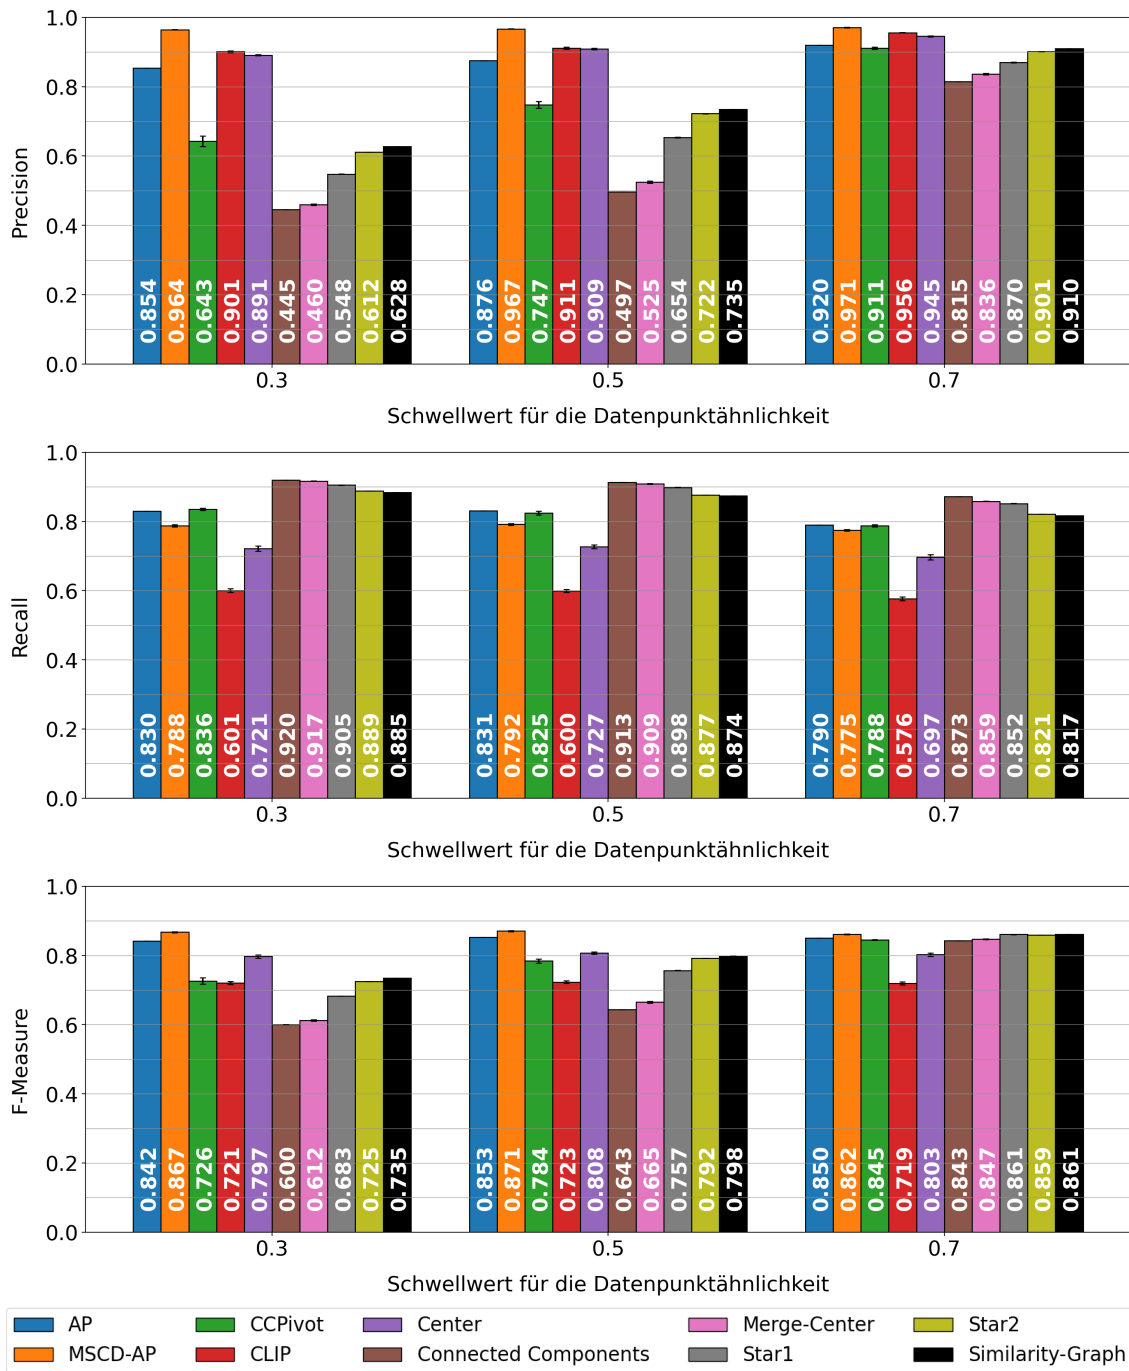 1.0
0.8
0.6
0.4
0.2
0.0
Precision
0.854 0.964 0.643 0.901 0.891 0.445 0.460 0.548 0.612 0.628
0.876 0.967 0.747 0.911 0.909 0.497 0.525 0.654 0.722 0.735
0.920 0.971 0.911 0.956 0.945 0.815 0.836 0.870 0.901 0.910
0.3 0.5 0.7
Schwellwert für die Datenpunktähnlichkeit
1.0
0.8
0.6
0.4
0.2
0.0
Recall
0.830 0.788 0.836 0.601 0.721 0.920 0.917 0.905 0.889 0.885
0.831 0.792 0.825 0.600 0.727 0.913 0.909 0.898 0.877 0.874
0.790 0.775 0.788 0.576 0.697 0.873 0.859 0.852 0.821 0.817
0.3 0.5 0.7
Schwellwert für die Datenpunktähnlichkeit
1.0
0.8
0.6
0.4
0.2
0.0
F-Measure
0.842 0.867 0.726 0.721 0.797 0.600 0.612 0.683 0.725 0.735
0.853 0.871 0.784 0.723 0.808 0.643 0.665 0.757 0.792 0.798
0.850 0.862 0.845 0.719 0.803 0.843 0.847 0.861 0.859 0.861
0.3 0.5 0.7
Schwellwert für die Datenpunktähnlichkeit
AP CCPivot Center Merge-Center Star2
MSCD-AP CLIP Connected Components Star1 Similarity-Graph